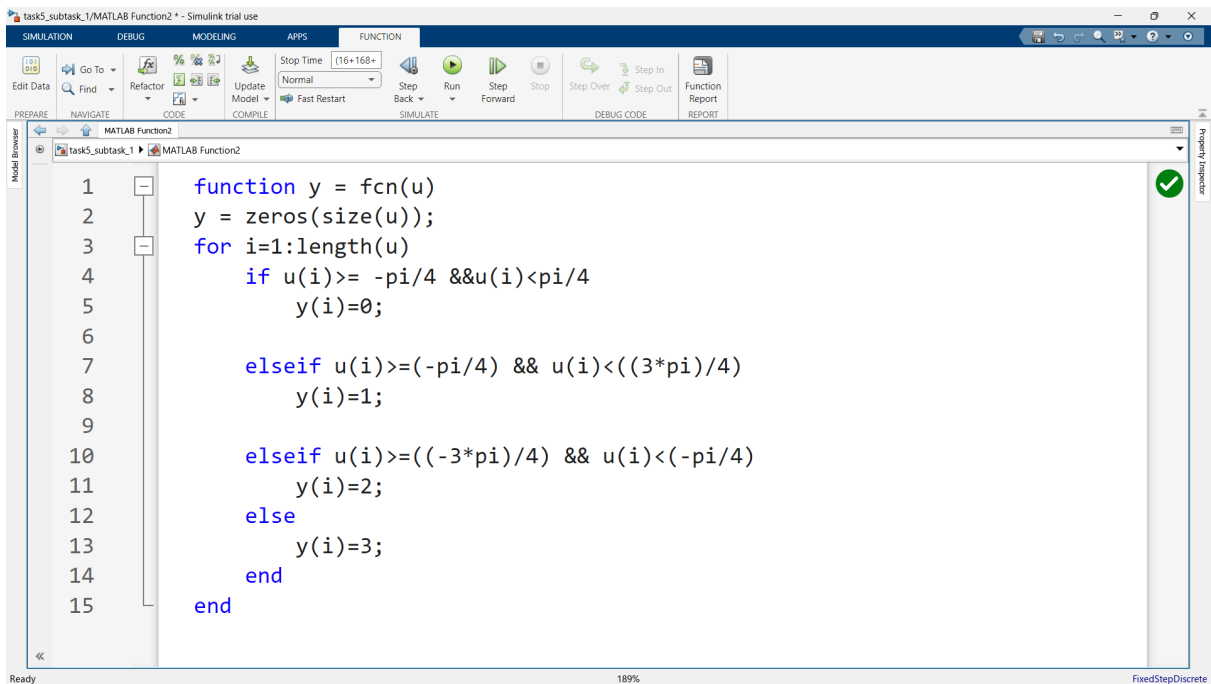 task5_subtask_1/MATLAB Function2 * - Simulink trial use
SIMULATION DEBUG MODELING APPS FUNCTION
Edit Data
Go To
Find
Refactor
Update Model
Stop Time (16+168+
Normal
Fast Restart
Step Back
Run
Step Forward
Stop
Step Over
Step In
Step Out
Function Report
PREPARE NAVIGATE CODE COMPILE SIMULATE DEBUG CODE REPORT
MATLAB Function2
task5_subtask_1 MATLAB Function2
Model Browser
Property Inspector
1 function y = fcn(u)
2 y = zeros(size(u));
3 for i=1:length(u)
4 if u(i)>= -pi/4 &&u(i)<pi/4
5 y(i)=0;
6
7 elseif u(i)>=(-pi/4) && u(i)<((3*pi)/4)
8 y(i)=1;
9
10 elseif u(i)>=((-3*pi)/4) && u(i)<(-pi/4)
11 y(i)=2;
12 else
13 y(i)=3;
14 end
15 end
Ready 189% FixedStepDiscrete